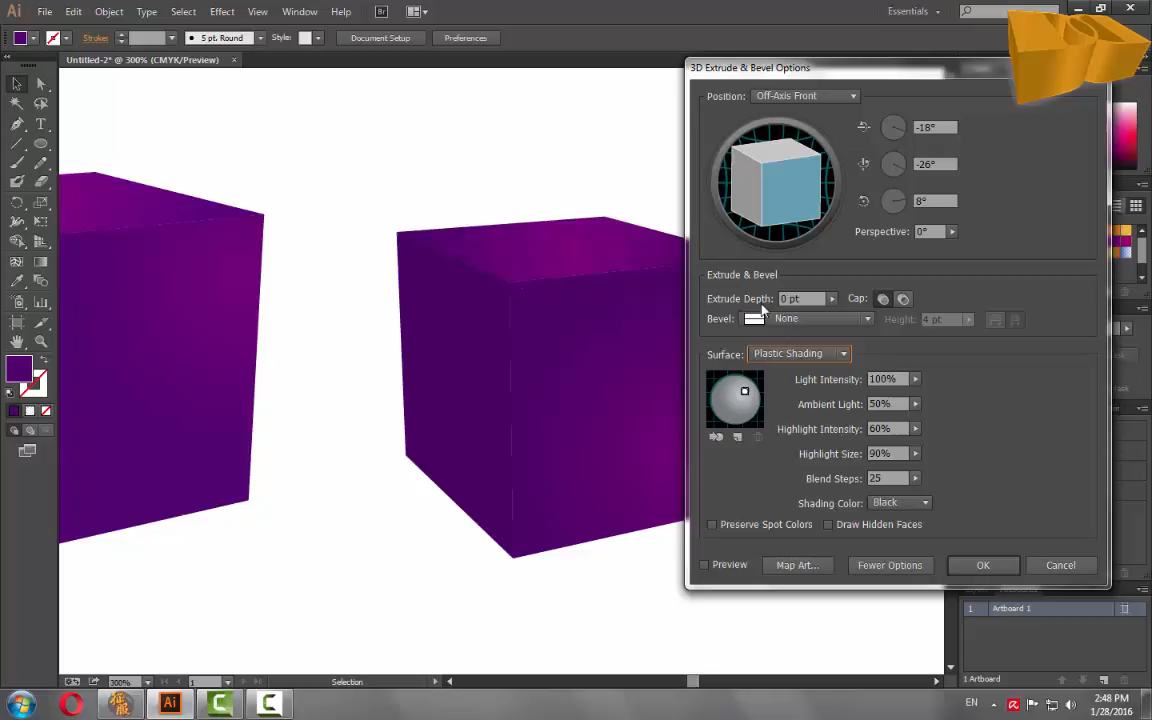 Ai File Edit Object Type Select Effect View Window Help Br Essentials
Stroke: 5 pt. Round Style: Document Setup Preferences
Untitled-2* @ 300% (CMYK/Preview) ×
3D Extrude & Bevel Options
Position: Off-Axis Front
-18°
-26°
8°
Perspective: 0°
Extrude & Bevel
Extrude Depth: 0 pt Cap:
Bevel: None Height: 4 pt
Surface: Plastic Shading
Light Intensity: 100%
Ambient Light: 50%
Highlight Intensity: 60%
Highlight Size: 90%
Blend Steps: 25
Shading Color: Black
Preserve Spot Colors Draw Hidden Faces
Preview Map Art... Fewer Options OK Cancel
1 Artboard 1
300% 1 Selection 1 Artboard
Ai EN 2:48 PM
1/28/2016